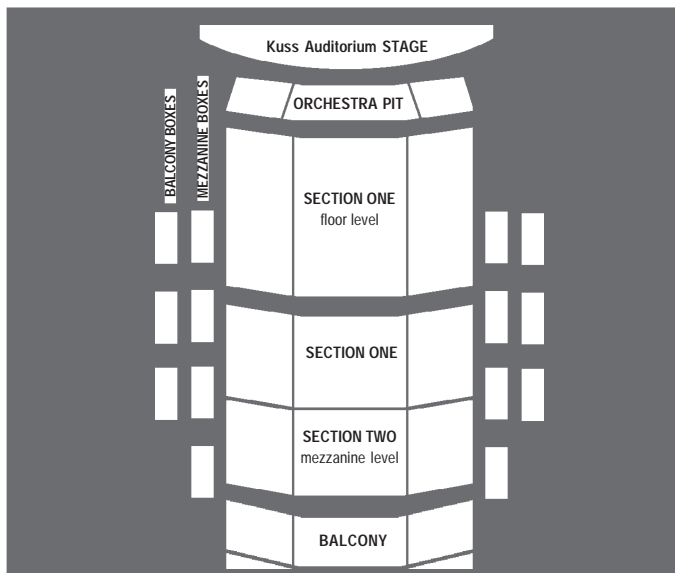 Kuss Auditorium STAGE
ORCHESTRA PIT
BALCONY BOXES
MEZZANINE BOXES
SECTION ONE
floor level
SECTION ONE
SECTION TWO
mezzanine level
BALCONY